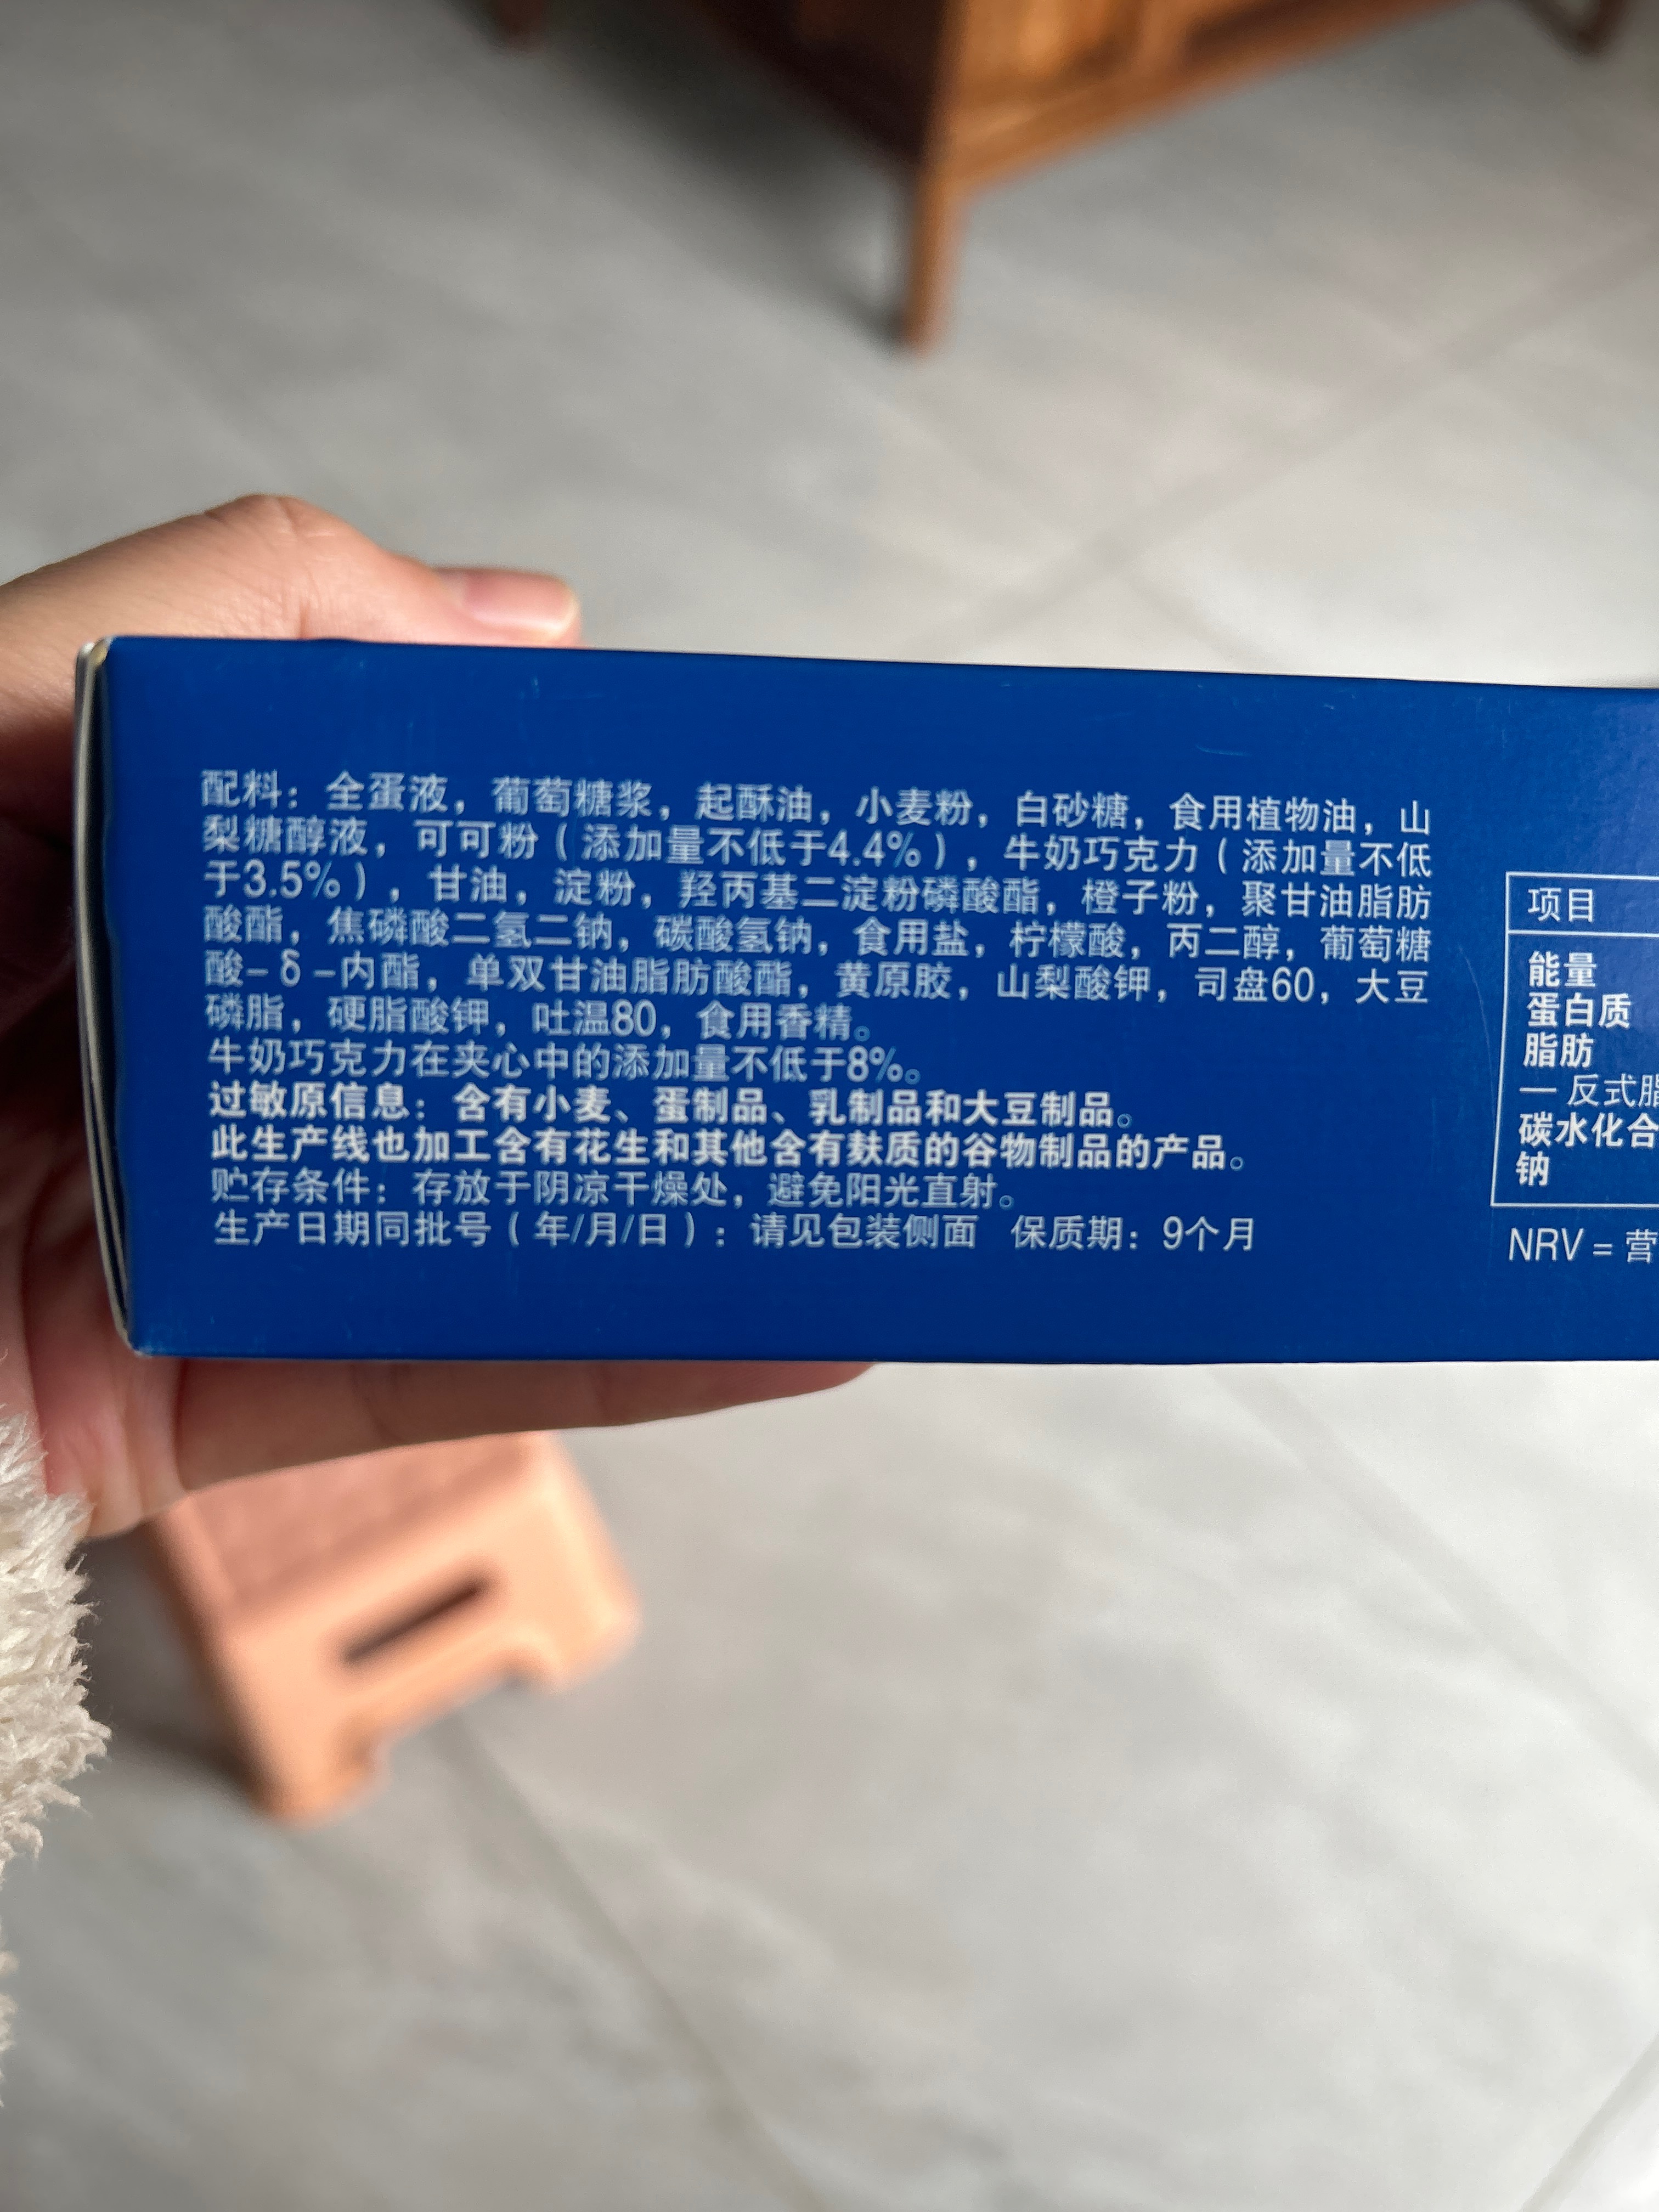 配料：全蛋液，葡萄糖浆，起酥油，小麦粉，白砂糖，食用植物油，山
梨糖醇液，可可粉（添加量不低于4.4%），牛奶巧克力（添加量不低
于3.5%），甘油，淀粉，羟丙基二淀粉磷酸酯，橙子粉，聚甘油脂肪
酸酯，焦磷酸二氢二钠，碳酸氢钠，食用盐，柠檬酸，丙二醇，葡萄糖
酸–δ–内酯，单双甘油脂肪酸酯，黄原胶，山梨酸钾，司盘60，大豆
磷脂，硬脂酸钾，吐温80，食用香精。
牛奶巧克力在夹心中的添加量不低于8%。
过敏原信息：含有小麦、蛋制品、乳制品和大豆制品。
此生产线也加工含有花生和其他含有麸质的谷物制品的产品。
贮存条件：存放于阴凉干燥处，避免阳光直射。
生产日期同批号（年/月/日）：请见包装侧面 保质期：9个月
项目
能量
蛋白质
脂肪
— 反式脂
碳水化合
钠
NRV = 营